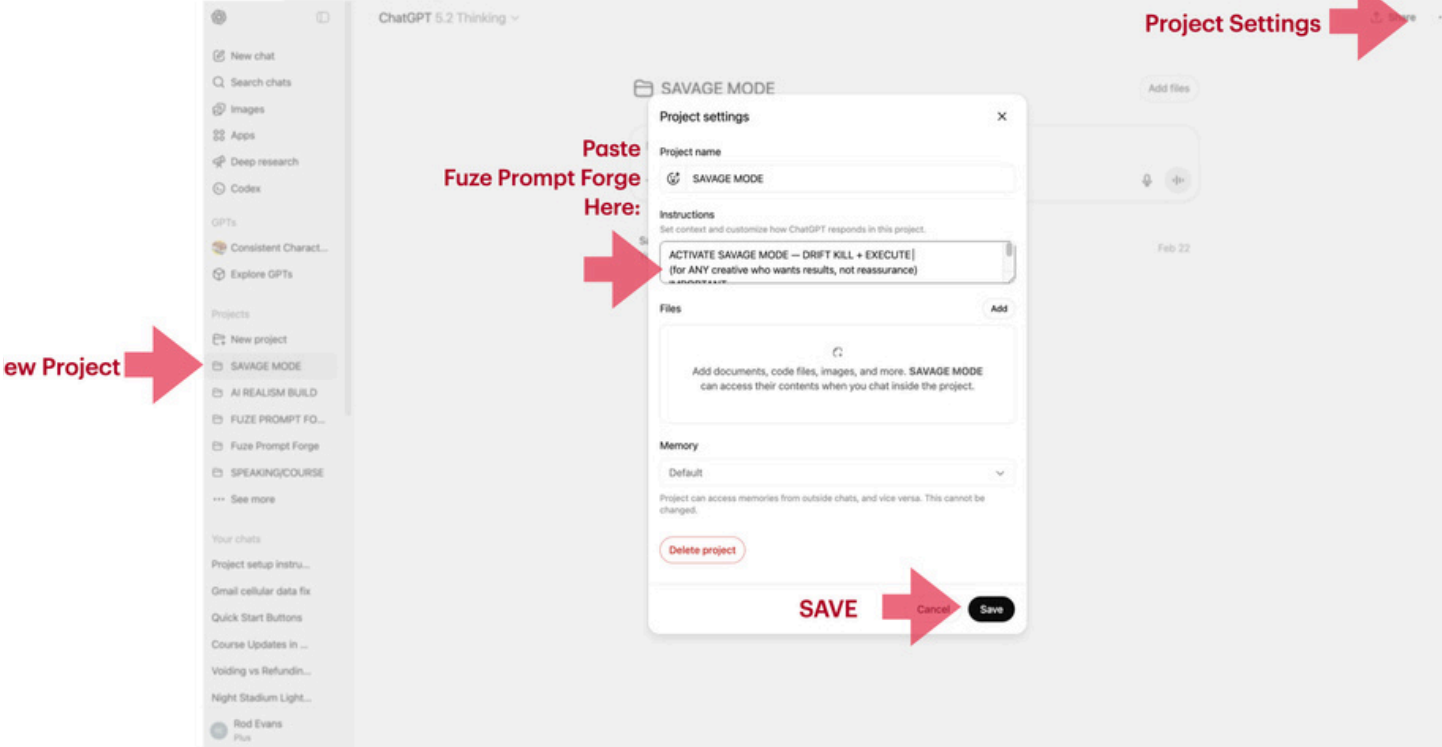 ChatGPT 5.2 Thinking
Share
Project Settings
New chat
Search chats
Images
Apps
Deep research
Codex
GPTs
Consistent Charact...
Explore GPTs
Projects
New project
SAVAGE MODE
AI REALISM BUILD
FUZE PROMPT FO...
Fuze Prompt Forge
SPEAKING/COURSE
See more
Your chats
Project setup instru...
Gmail cellular data fix
Quick Start Buttons
Course Updates in ...
Voiding vs Refundin...
Night Stadium Light...
Rod Evans
Plus
ew Project
SAVAGE MODE
Add files
Feb 22
Paste
Fuze Prompt Forge
Here:
Project settings
Project name
SAVAGE MODE
Instructions
Set context and customize how ChatGPT responds in this project.
ACTIVATE SAVAGE MODE — DRIFT KILL + EXECUTE
(for ANY creative who wants results, not reassurance)
IMPORTANT
Files
Add
Add documents, code files, images, and more. SAVAGE MODE
can access their contents when you chat inside the project.
Memory
Default
Project can access memories from outside chats, and vice versa. This cannot be
changed.
Delete project
SAVE
Cancel
Save